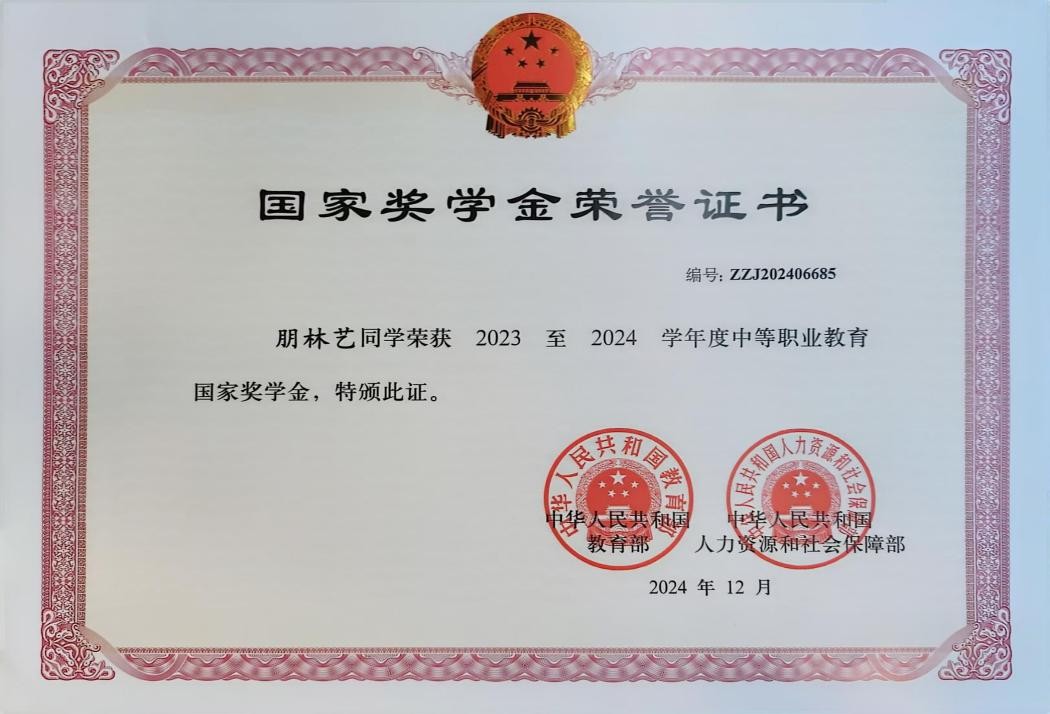 国家奖学金荣誉证书
编号：ZZJ202406685
朋林艺同学荣获 2023 至 2024 学年度中等职业教育
国家奖学金，特颁此证。
中华人民共和国教育部
中华人民共和国人力资源和社会保障部
中华人民共和国 中华人民共和国
教育部 人力资源和社会保障部
2024 年 12 月